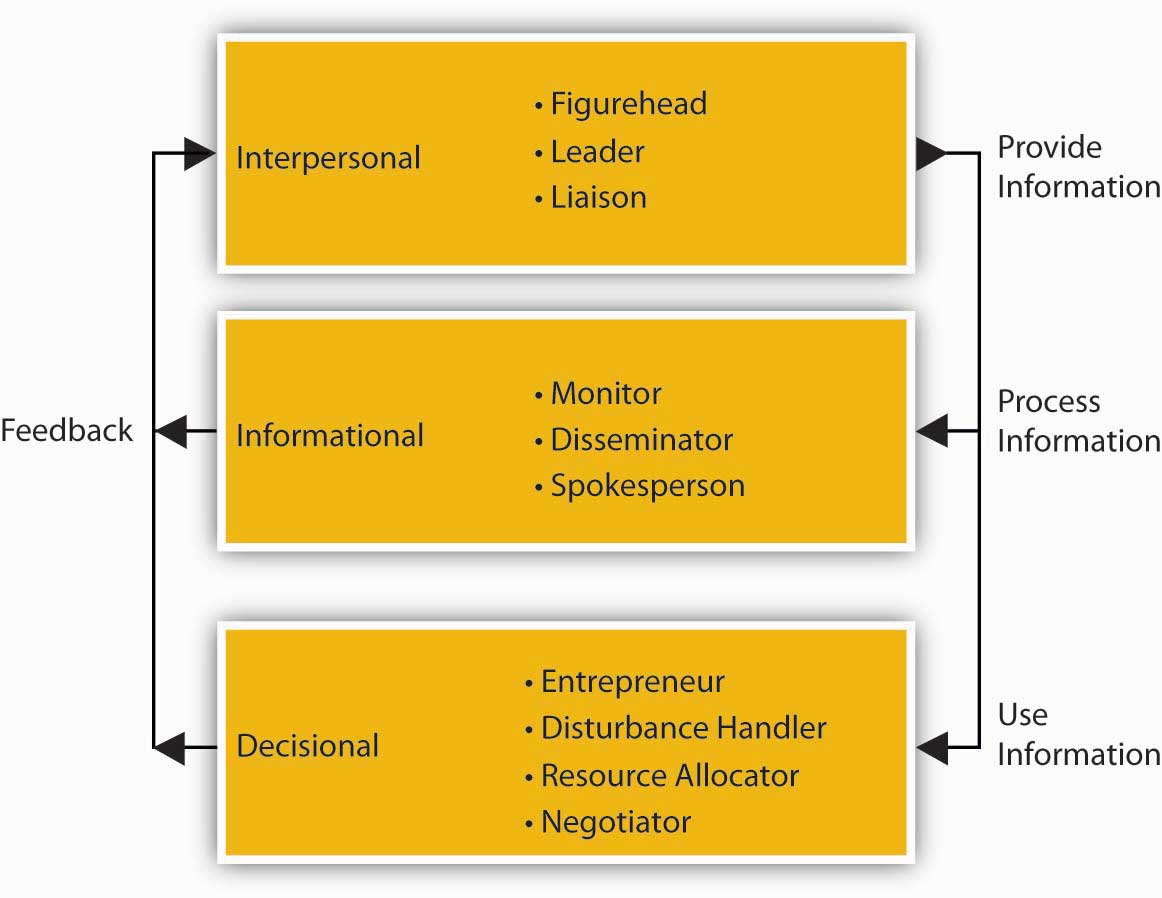 Interpersonal
• Figurehead
• Leader
• Liaison
Provide
Information
Feedback
Informational
• Monitor
• Disseminator
• Spokesperson
Process
Information
Decisional
• Entrepreneur
• Disturbance Handler
• Resource Allocator
• Negotiator
Use
Information